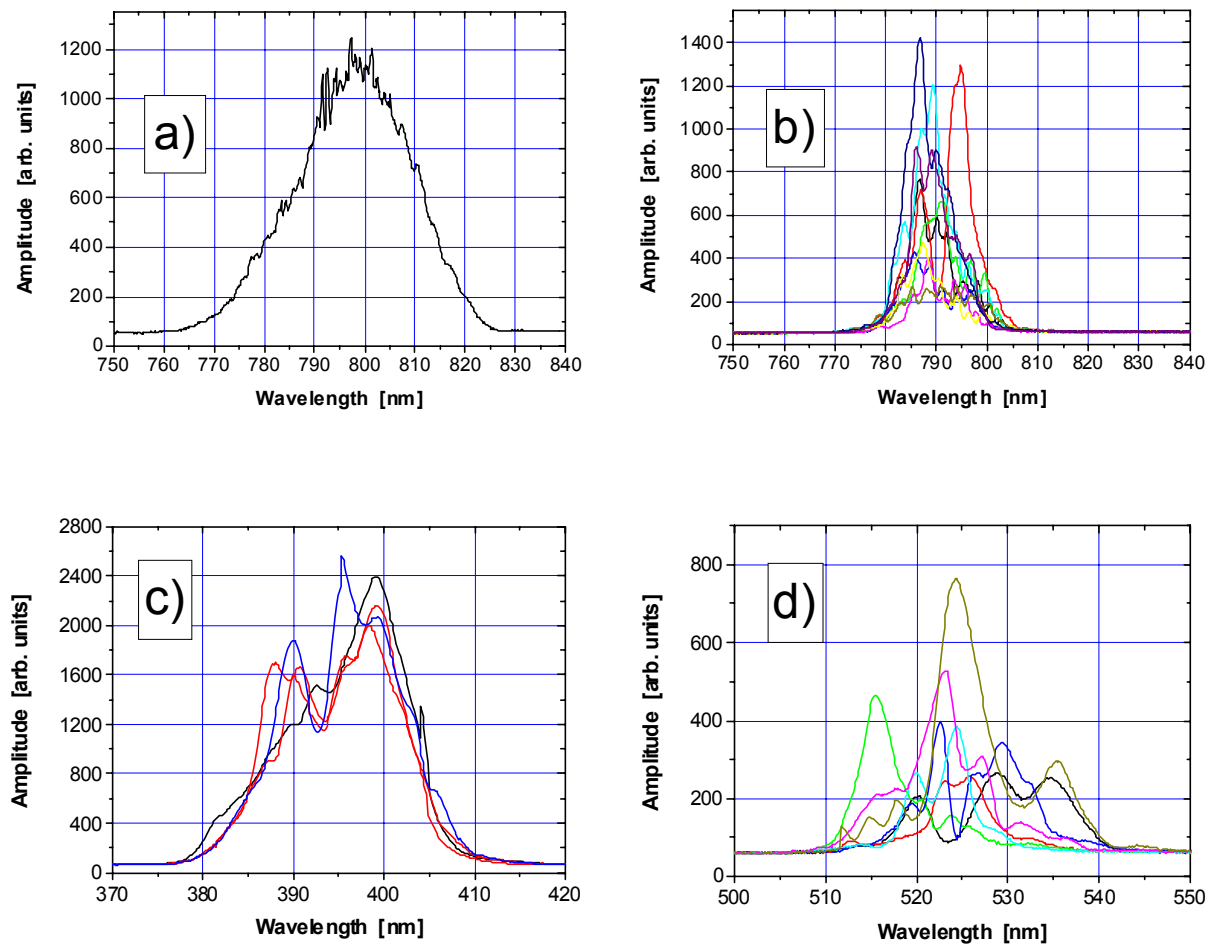 a)
Amplitude [arb. units]
1200
1000
800
600
400
200
0
750 760 770 780 790 800 810 820 830 840
Wavelength [nm]
b)
Amplitude [arb. units]
1400
1200
1000
800
600
400
200
0
750 760 770 780 790 800 810 820 830 840
Wavelength [nm]
c)
Amplitude [arb. units]
2800
2400
2000
1600
1200
800
400
0
370 380 390 400 410 420
Wavelength [nm]
d)
Amplitude [arb. units]
800
600
400
200
0
500 510 520 530 540 550
Wavelength [nm]